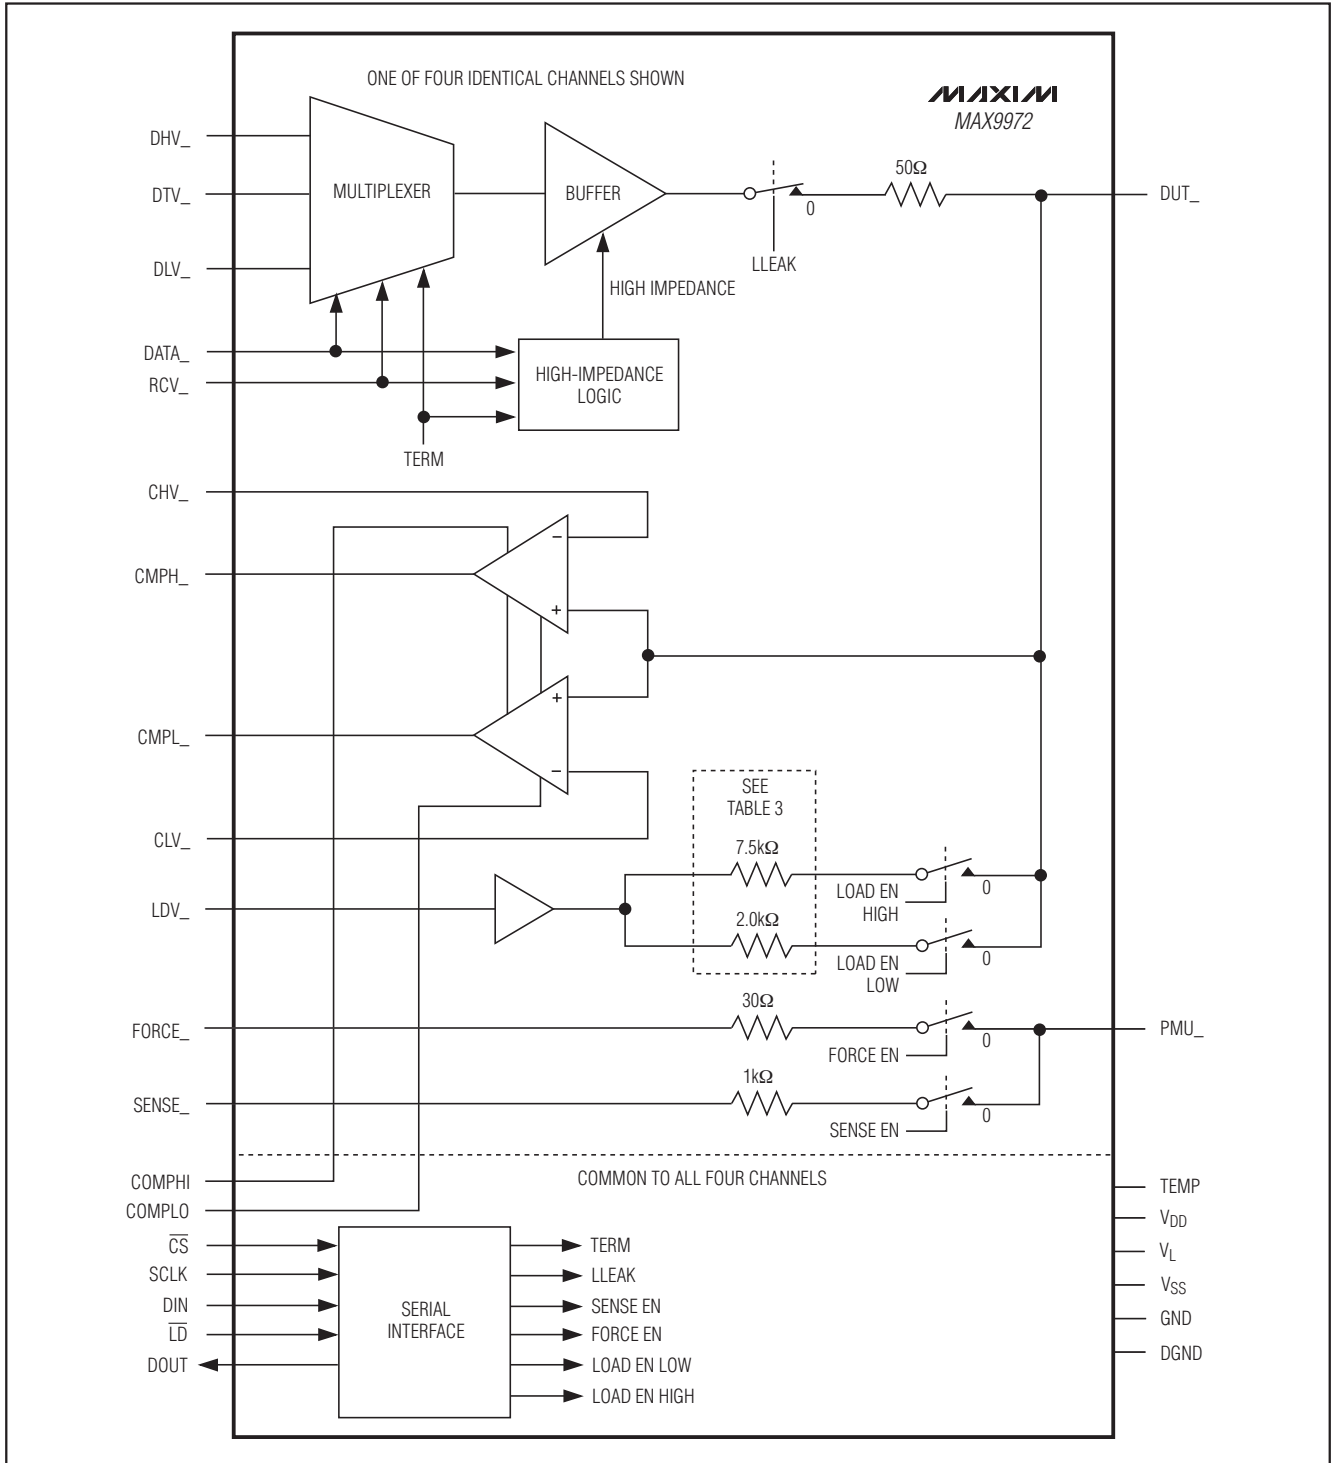 ONE OF FOUR IDENTICAL CHANNELS SHOWN
MAXIM
MAX9972
DHV_
DTV_
DLV_
MULTIPLEXER
BUFFER
50Ω
0
DUT_
LLEAK
HIGH IMPEDANCE
DATA_
RCV_
HIGH-IMPEDANCE
LOGIC
TERM
CHV_
−
CMPH_
+
+
CMPL_
−
SEE
TABLE 3
CLV_
7.5kΩ
0
LOAD EN
HIGH
LDV_
2.0kΩ
0
LOAD EN
LOW
30Ω
FORCE_
0
PMU_
FORCE EN
1kΩ
SENSE_
0
SENSE EN
COMMON TO ALL FOUR CHANNELS
COMPHI
COMPLO
CS
SCLK
DIN
LD
DOUT
SERIAL
INTERFACE
TERM
LLEAK
SENSE EN
FORCE EN
LOAD EN LOW
LOAD EN HIGH
TEMP
VDD
VL
VSS
GND
DGND